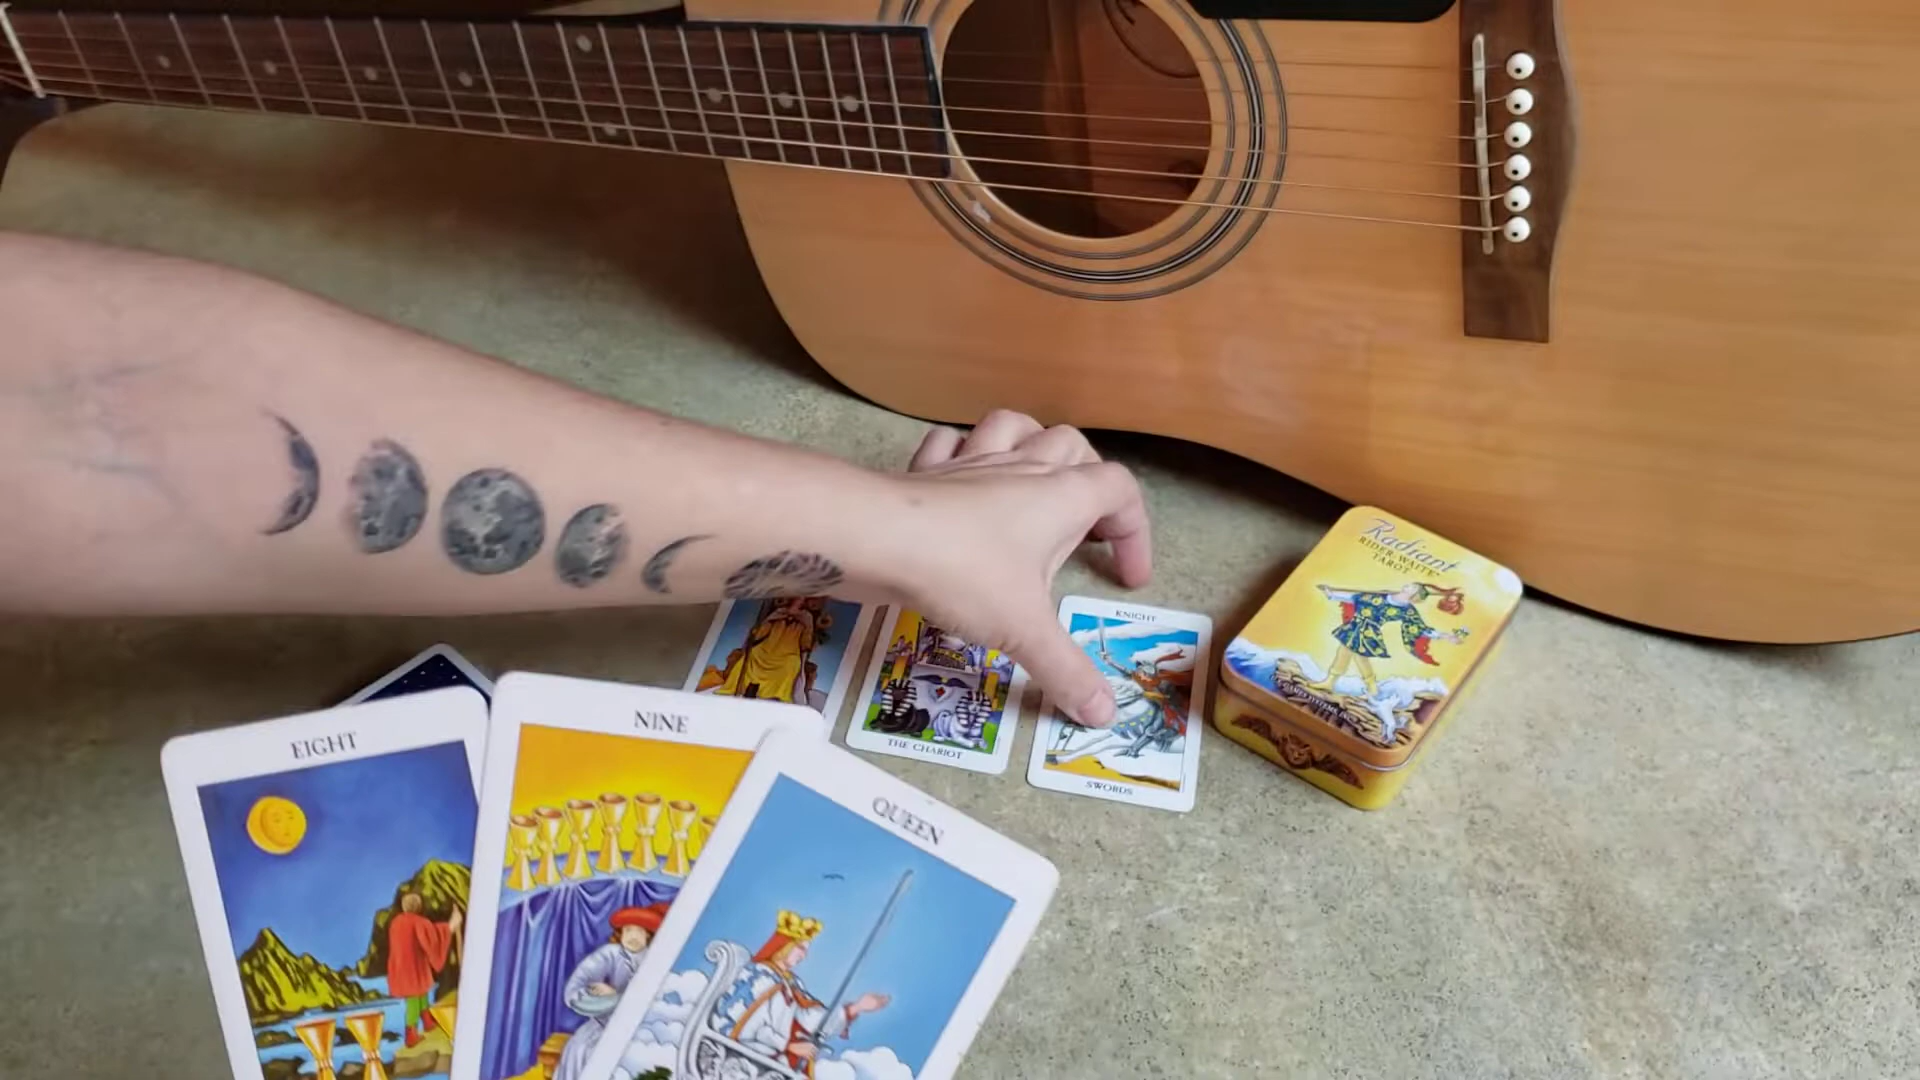 Radiant
RIDER-WAITE
TAROT
KNIGHT
SWORDS
THE CHARIOT
EIGHT
NINE
QUEEN